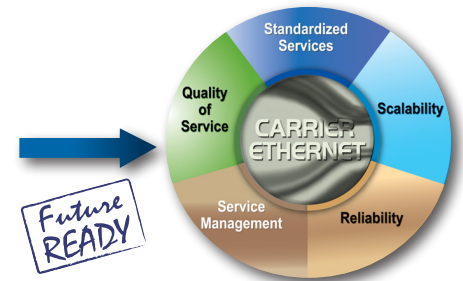 Standardized
Services
Quality
of
Service
Scalability
CARRIER
ETHERNET
Service
Management
Reliability
Future
READY